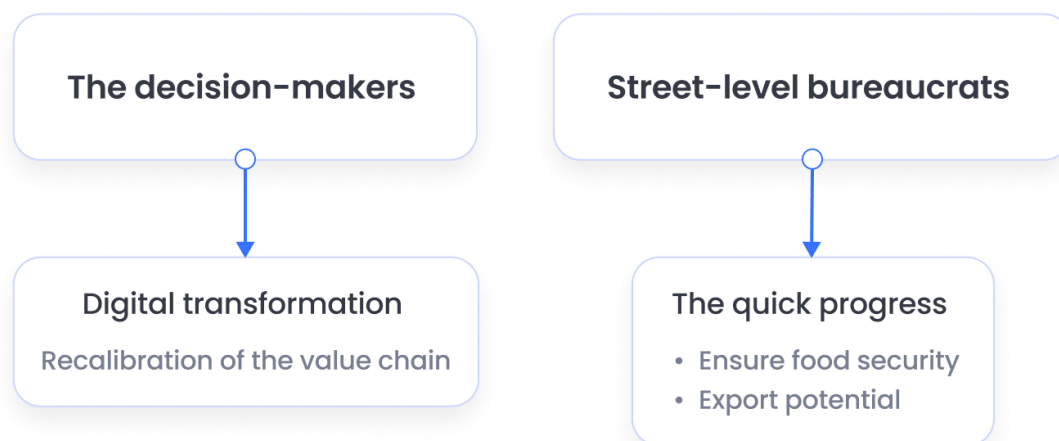 The decision-makers
Street-level bureaucrats
Digital transformation
Recalibration of the value chain
The quick progress
• Ensure food security
• Export potential